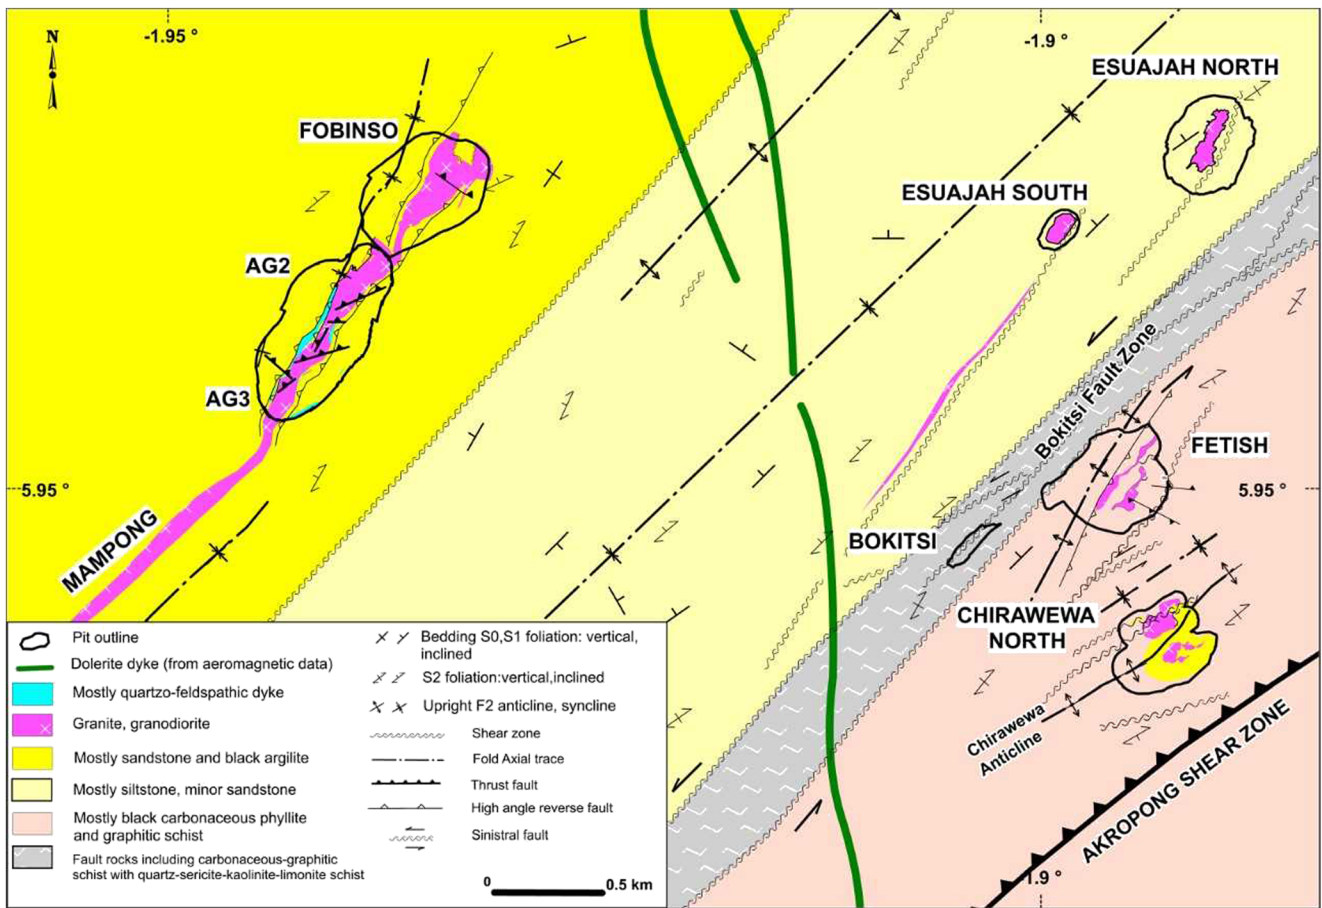 N
-1.95 °
-1.9 °
ESUAJAH NORTH
FOBINSO
ESUAJAH SOUTH
AG2
Bokitsi Fault Zone
AG3
FETISH
5.95 °
5.95 °
MAMPONG
BOKITSI
CHIRAWEWA
NORTH
Chirawewa
Anticline
AKROPONG SHEAR ZONE
-1.9 °
Pit outline
Dolerite dyke (from aeromagnetic data)
Mostly quartzo-feldspathic dyke
Granite, granodiorite
Mostly sandstone and black argilite
Mostly siltstone, minor sandstone
Mostly black carbonaceous phyllite
and graphitic schist
Fault rocks including carbonaceous-graphitic
schist with quartz-sericite-kaolinite-limonite schist
Bedding S0,S1 foliation: vertical,
inclined
S2 foliation:vertical,inclined
Upright F2 anticline, syncline
Shear zone
Fold Axial trace
Thrust fault
High angle reverse fault
Sinistral fault
0
0.5 km